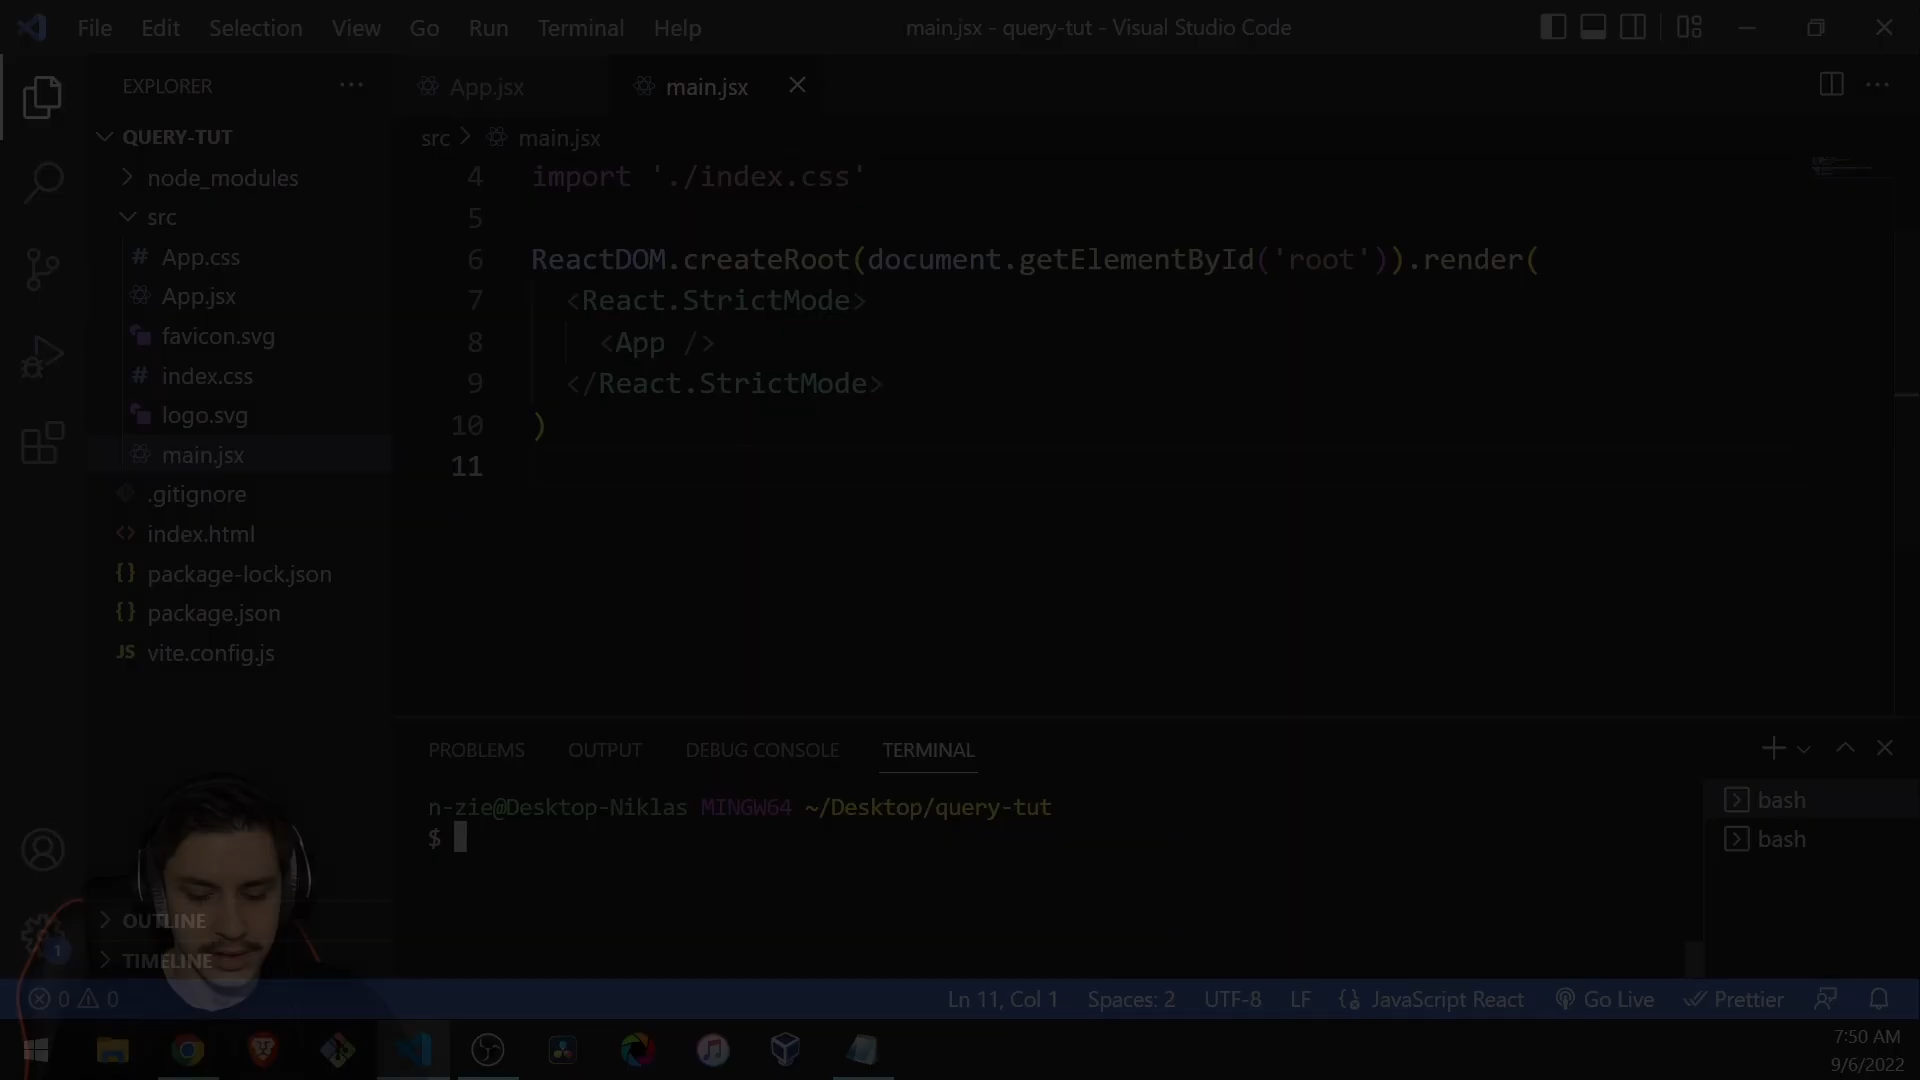 File Edit Selection View Go Run Terminal Help
main.jsx - query-tut - Visual Studio Code
EXPLORER
QUERY-TUT
node_modules
src
App.css
App.jsx
favicon.svg
index.css
logo.svg
main.jsx
.gitignore
index.html
package-lock.json
package.json
JS vite.config.js
OUTLINE
TIMELINE
App.jsx
main.jsx
src > main.jsx
4 import './index.css'
5
6 ReactDOM.createRoot(document.getElementById('root')).render(
7 <React.StrictMode>
8 <App />
9 </React.StrictMode>
10 )
11
PROBLEMS OUTPUT DEBUG CONSOLE TERMINAL
n-zie@Desktop-Niklas MINGW64 ~/Desktop/query-tut
$
bash
bash
1
0 0
Ln 11, Col 1 Spaces: 2 UTF-8 LF {} JavaScript React Go Live Prettier
7:50 AM
9/6/2022